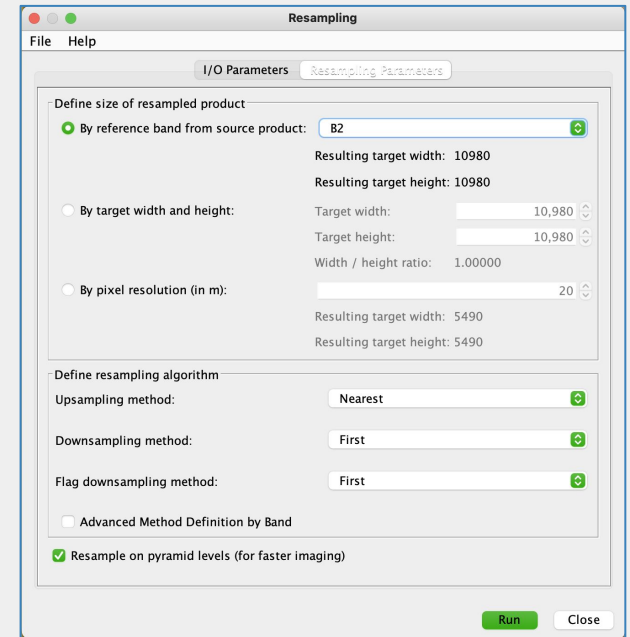 Resampling
File Help
I/O Parameters Resampling Parameters
Define size of resampled product
By reference band from source product: B2
Resulting target width: 10980
Resulting target height: 10980
By target width and height: Target width: 10,980
Target height: 10,980
Width / height ratio: 1.00000
By pixel resolution (in m): 20
Resulting target width: 5490
Resulting target height: 5490
Define resampling algorithm
Upsampling method: Nearest
Downsampling method: First
Flag downsampling method: First
Advanced Method Definition by Band
Resample on pyramid levels (for faster imaging)
Run Close